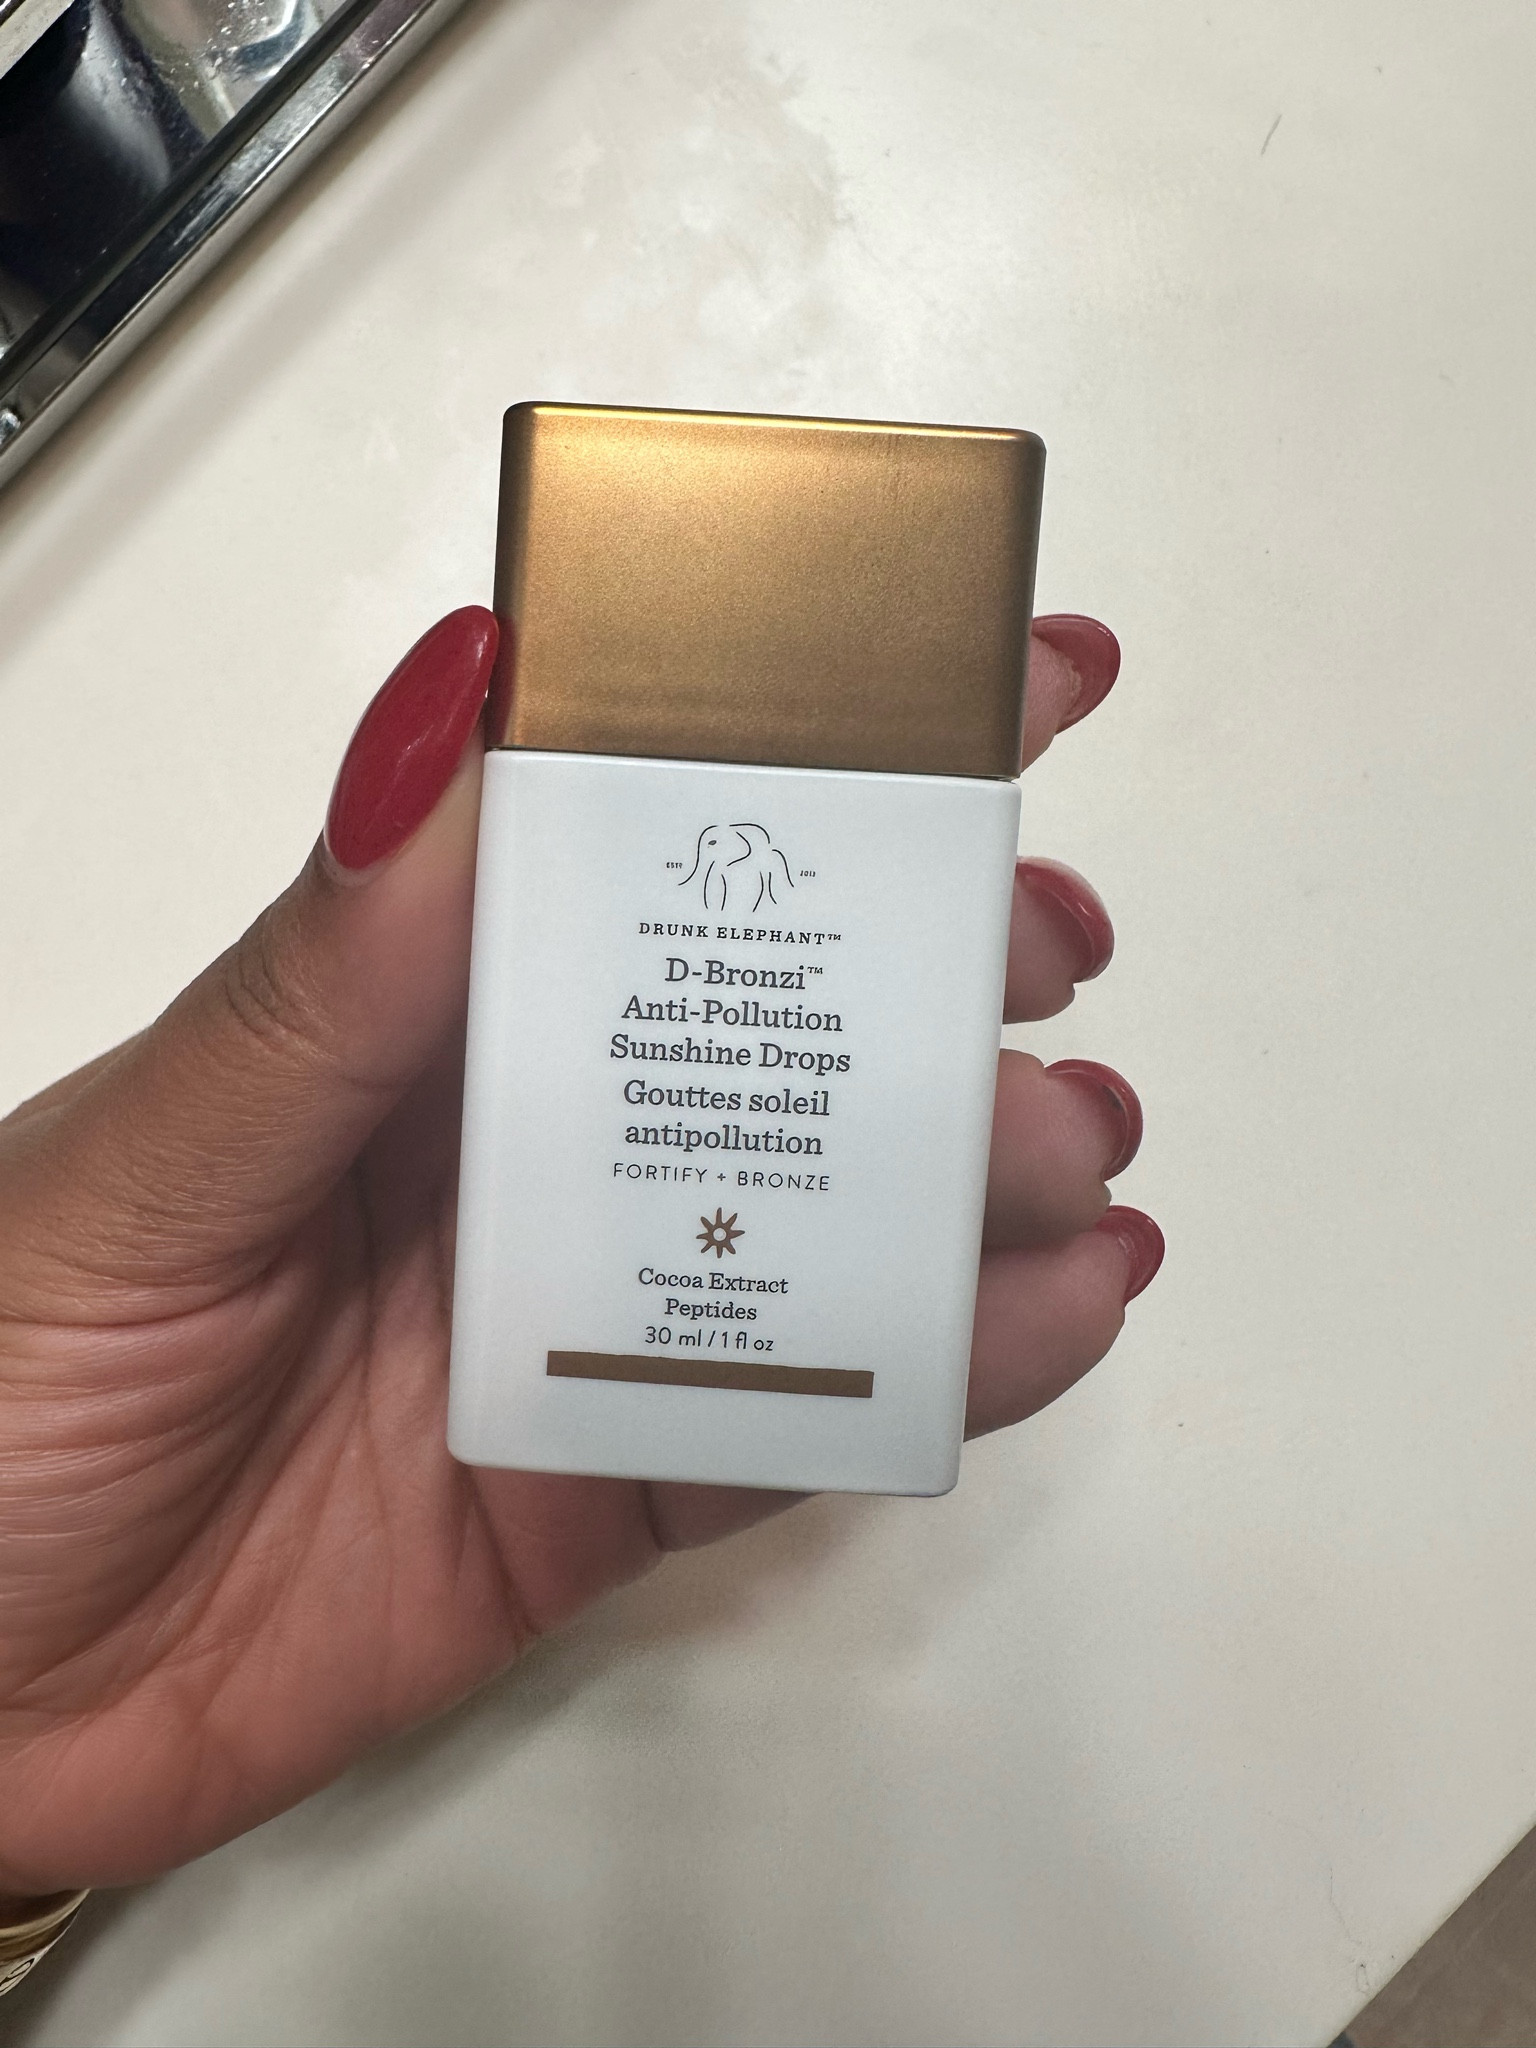 ESTD 2012
DRUNK ELEPHANT™
D-Bronzi™
Anti-Pollution
Sunshine Drops
Gouttes soleil
antipollution
FORTIFY + BRONZE
Cocoa Extract
Peptides
30 ml / 1 fl oz